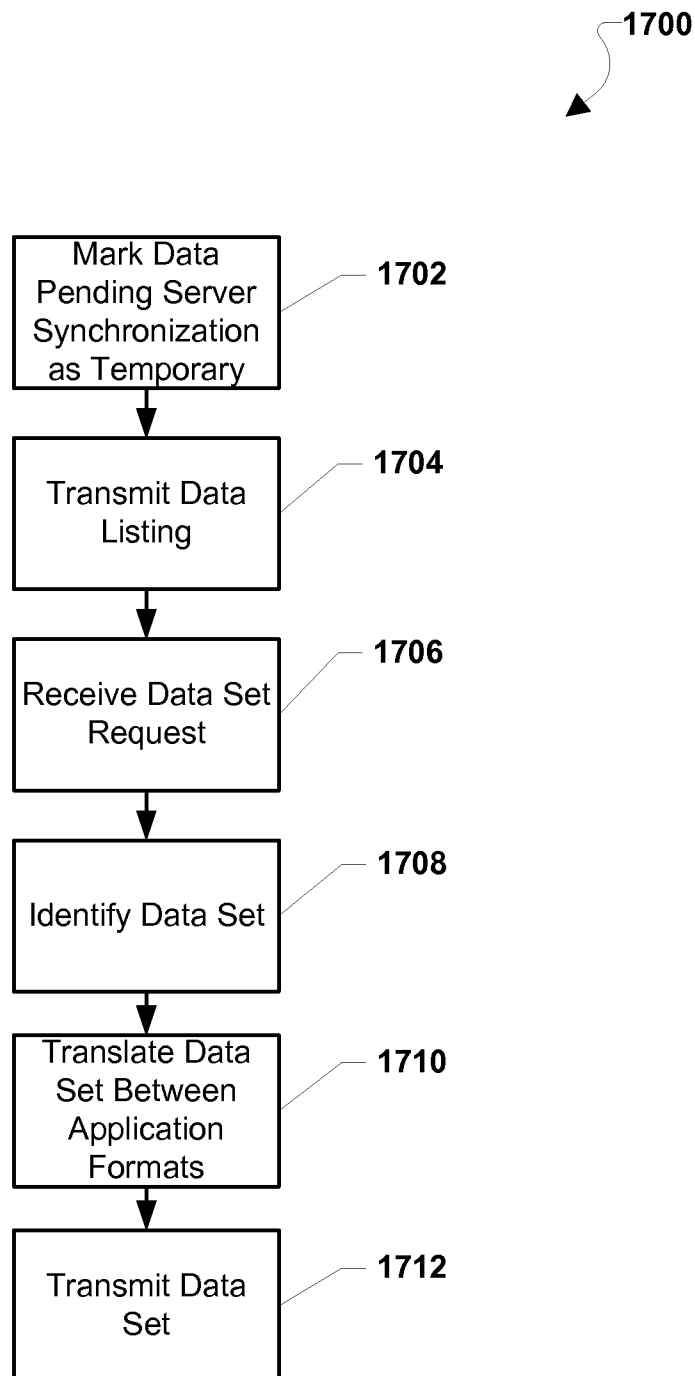 1700
Mark Data
Pending Server
Synchronization
as Temporary
1702
Transmit Data
Listing
1704
Receive Data Set
Request
1706
Identify Data Set
1708
Translate Data
Set Between
Application
Formats
1710
Transmit Data
Set
1712